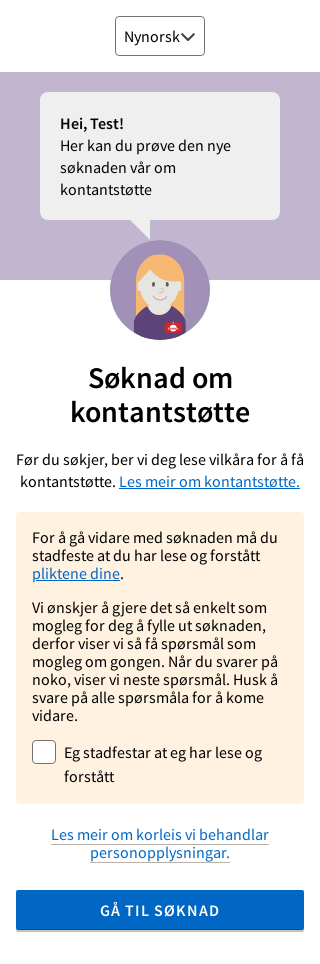 Nynorsk
Hei, Test!
Her kan du prøve den nye
søknaden vår om
kontantstøtte
Søknad om
kontantstøtte
Før du søkjer, ber vi deg lese vilkåra for å få
kontantstøtte. Les meir om kontantstøtte.
For å gå vidare med søknaden må du
stadfeste at du har lese og forstått
pliktene dine.
Vi ønskjer å gjere det så enkelt som
mogleg for deg å fylle ut søknaden,
derfor viser vi så få spørsmål som
mogleg om gongen. Når du svarer på
noko, viser vi neste spørsmål. Husk å
svare på alle spørsmåla for å kome
vidare.
Eg stadfestar at eg har lese og
forstått
Les meir om korleis vi behandlar
personopplysningar.
GÅ TIL SØKNAD